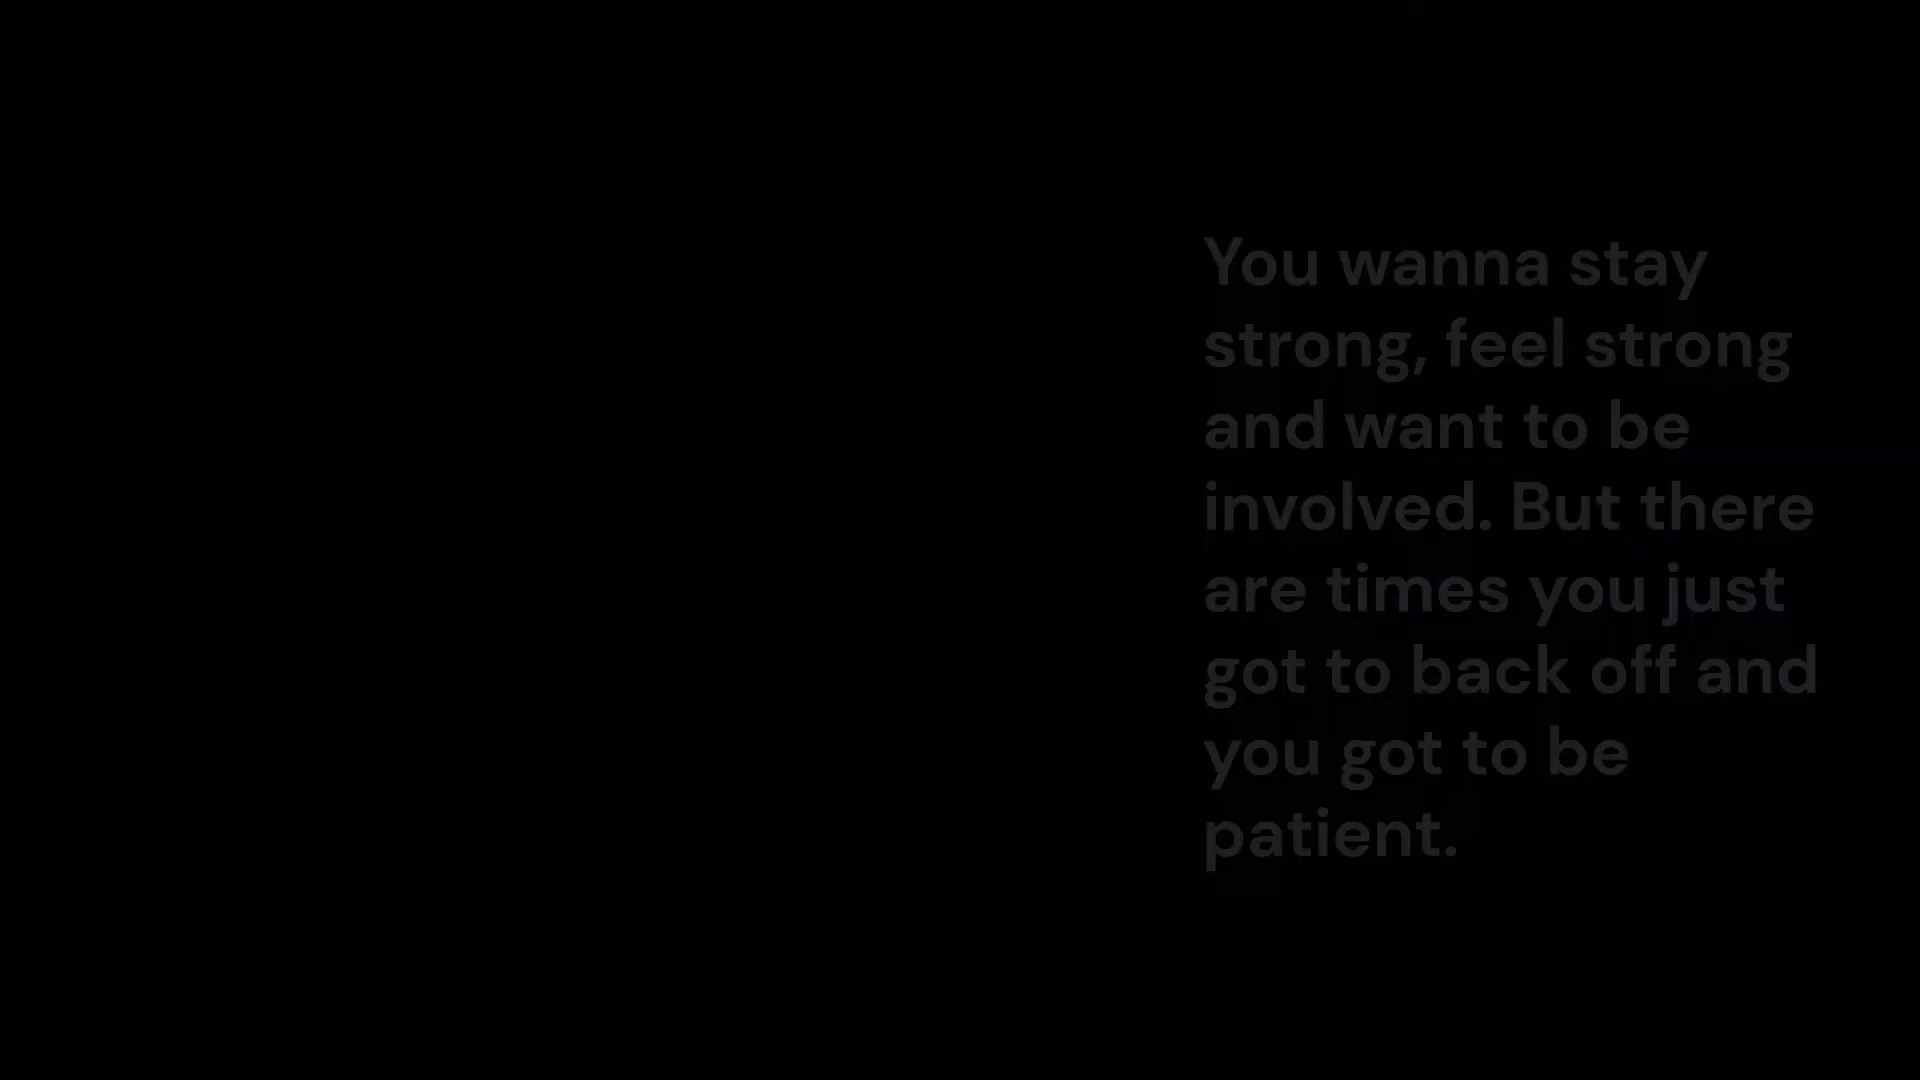 You wanna stay
strong, feel strong
and want to be
involved. But there
are times you just
got to back off and
you got to be
patient.